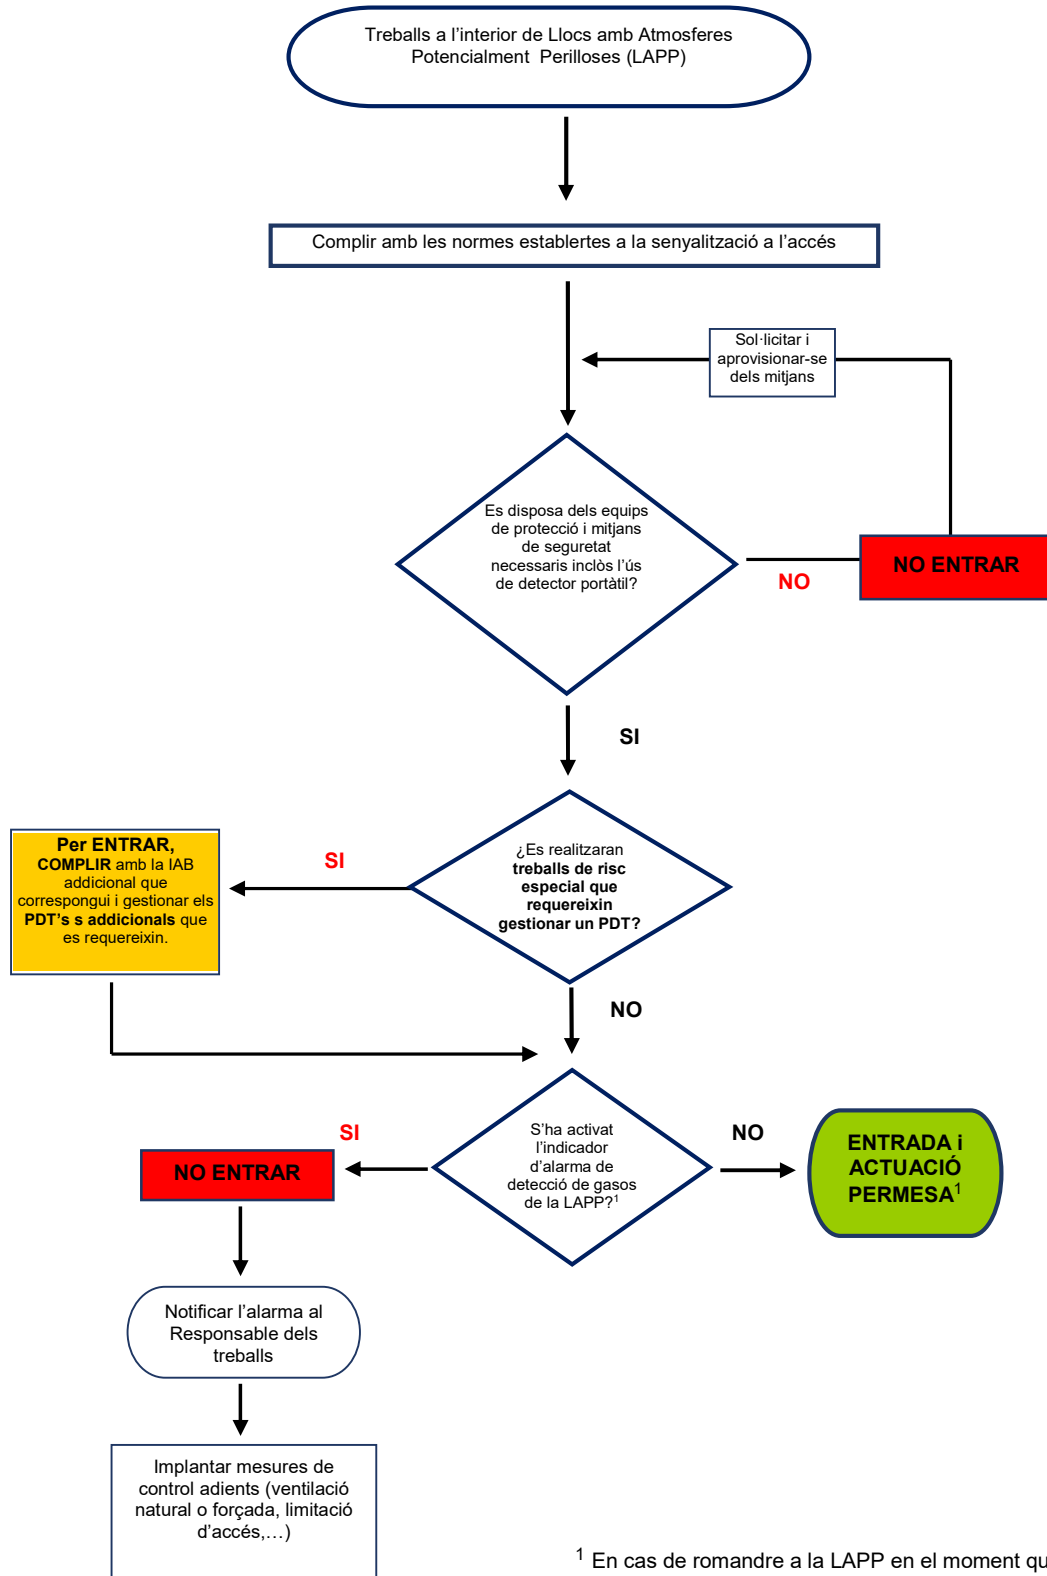 Treballs a l’interior de Llocs amb Atmosferes
Potencialment Perilloses (LAPP)
Complir amb les normes establertes a la senyalització a l’accés
Sol·licitar i
aprovisionar-se
dels mitjans
Es disposa dels equips
de protecció i mitjans
de seguretat
necessaris inclòs l’ús
de detector portàtil?
NO
NO ENTRAR
SI
¿Es realitzaran
treballs de risc
especial que
requereixin
gestionar un PDT?
SI
Per ENTRAR,
COMPLIR amb la IAB
addicional que
correspongui i gestionar els
PDT’s s addicionals que
es requereixin.
NO
S’ha activat
l’indicador
d’alarma de
detecció de gasos
de la LAPP?¹
SI
NO ENTRAR
NO
ENTRADA i
ACTUACIÓ
PERMESA¹
Notificar l’alarma al
Responsable dels
treballs
Implantar mesures de
control adients (ventilació
natural o forçada, limitació
d’accés,…)
¹ En cas de romandre a la LAPP en el moment qu